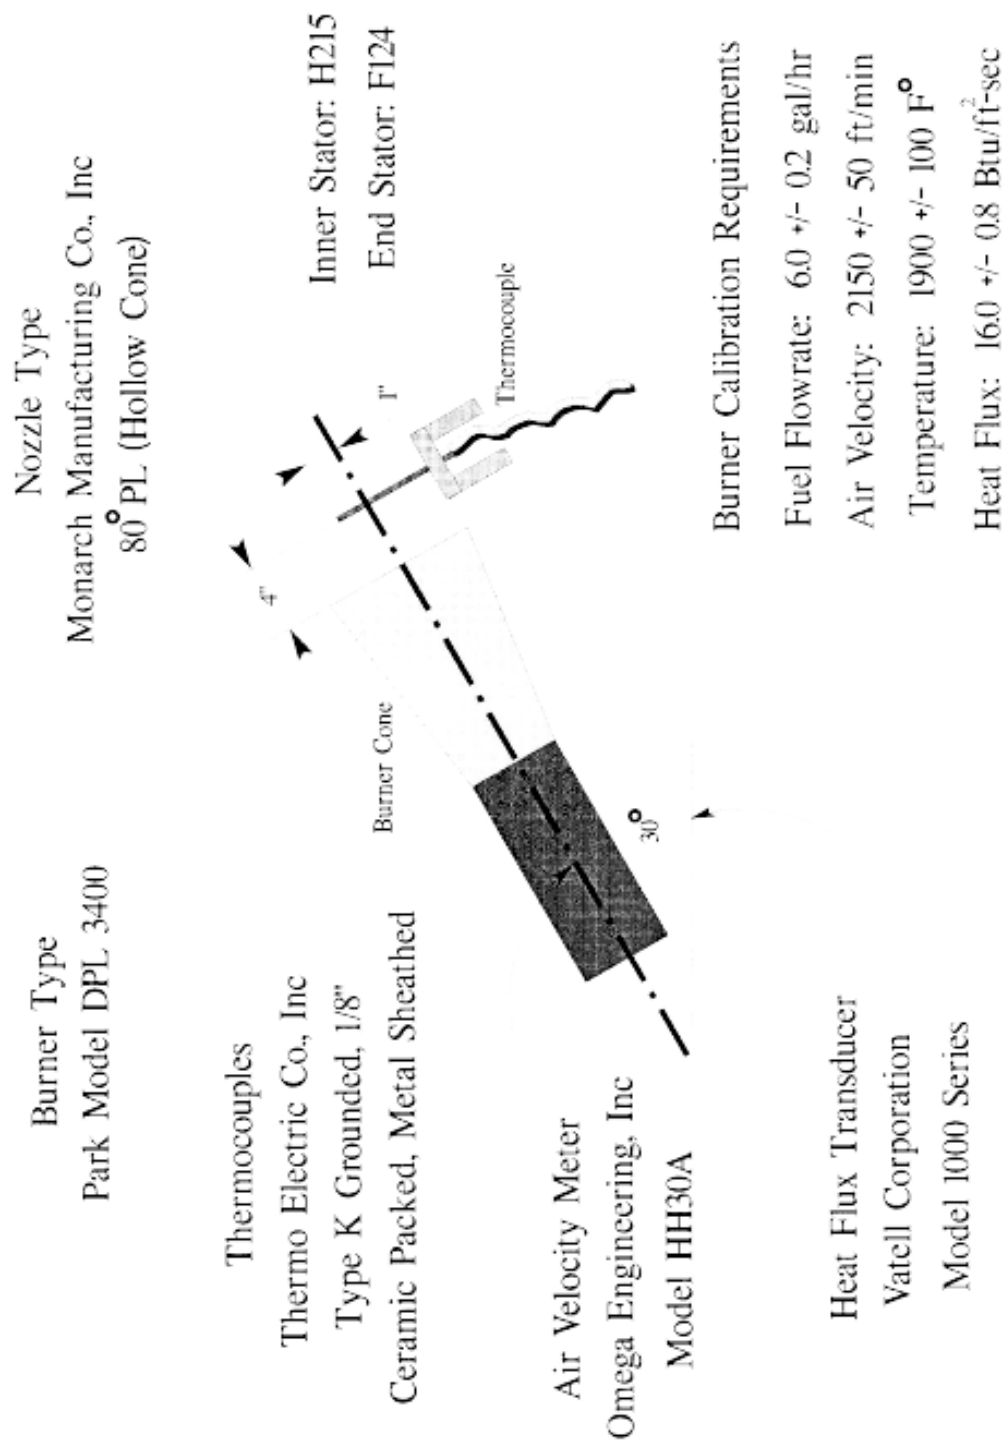 Burner Type
Park Model DPL 3400
Nozzle Type
Monarch Manufacturing Co., Inc
80° PL (Hollow Cone)
Thermocouples
Thermo Electric Co., Inc
Type K Grounded, 1/8"
Ceramic Packed, Metal Sheathed
Inner Stator: H215
End Stator: F124
4"
1"
Burner Cone
Thermocouple
30°
Air Velocity Meter
Omega Engineering, Inc
Model HH30A
Heat Flux Transducer
Vatell Corporation
Model 1000 Series
Burner Calibration Requirements
Fuel Flowrate: 6.0 +/- 0.2 gal/hr
Air Velocity: 2150 +/- 50 ft/min
Temperature: 1900 +/- 100 F°
Heat Flux: 16.0 +/- 0.8 Btu/ft²-sec